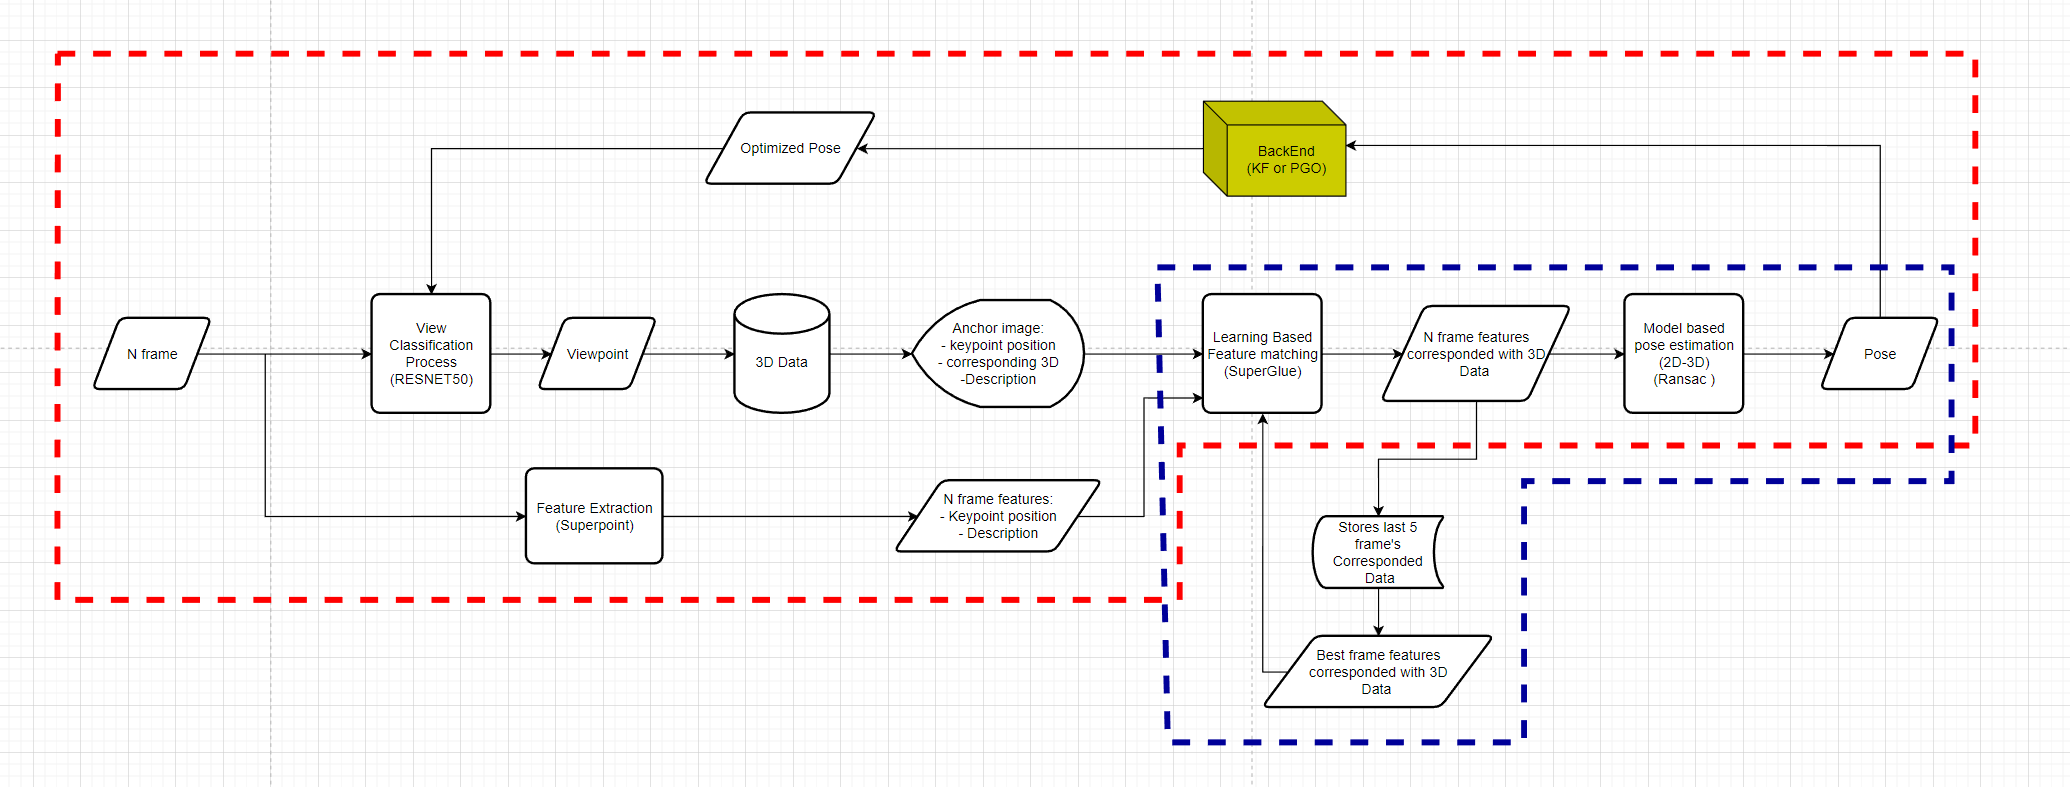 Optimized Pose
BackEnd
(KF or PGO)
N frame
View
Classification
Process
(RESNET50)
Viewpoint
3D Data
Anchor image:
- keypoint position
- corresponding 3D
-Description
Learning Based
Feature matching
(SuperGlue)
N frame features
corresponded with 3D
Data
Model based
pose estimation
(2D-3D)
(Ransac )
Pose
Feature Extraction
(Superpoint)
N frame features:
- Keypoint position
- Description
Stores last 5
frame's
Corresponded
Data
Best frame features
corresponded with 3D
Data